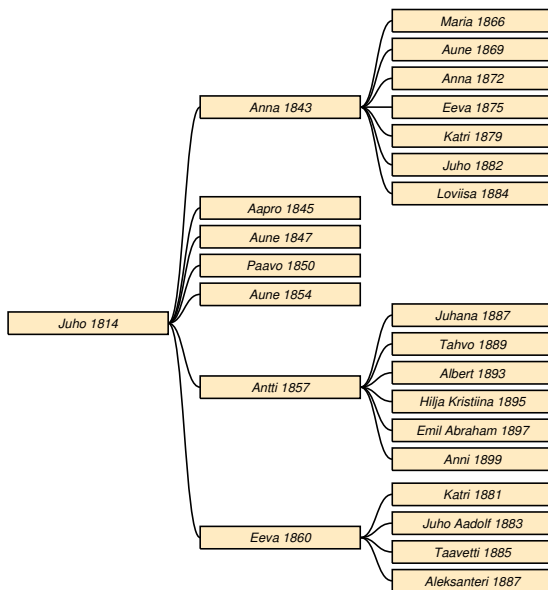 Juho 1814
Anna 1843
Maria 1866
Aune 1869
Anna 1872
Eeva 1875
Katri 1879
Juho 1882
Loviisa 1884
Aapro 1845
Aune 1847
Paavo 1850
Aune 1854
Antti 1857
Juhana 1887
Tahvo 1889
Albert 1893
Hilja Kristiina 1895
Emil Abraham 1897
Anni 1899
Eeva 1860
Katri 1881
Juho Aadolf 1883
Taavetti 1885
Aleksanteri 1887